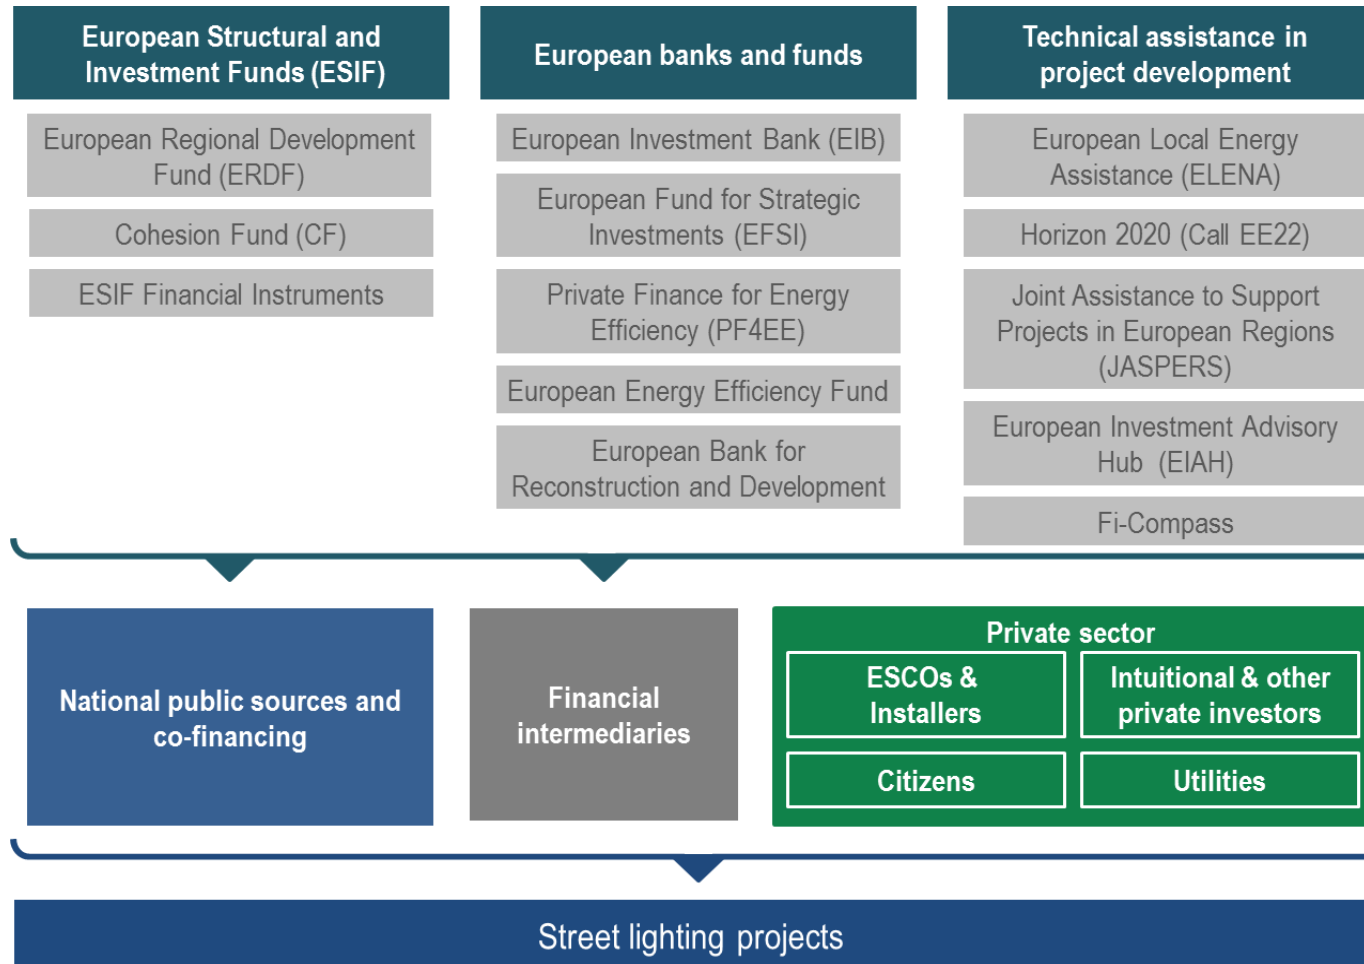 European Structural and
Investment Funds (ESIF)
European Regional Development
Fund (ERDF)
Cohesion Fund (CF)
ESIF Financial Instruments
European banks and funds
European Investment Bank (EIB)
European Fund for Strategic
Investments (EFSI)
Private Finance for Energy
Efficiency (PF4EE)
European Energy Efficiency Fund
European Bank for
Reconstruction and Development
Technical assistance in
project development
European Local Energy
Assistance (ELENA)
Horizon 2020 (Call EE22)
Joint Assistance to Support
Projects in European Regions
(JASPERS)
European Investment Advisory
Hub (EIAH)
Fi-Compass
National public sources and
co-financing
Financial
intermediaries
Private sector
ESCOs &
Installers
Intuitional & other
private investors
Citizens
Utilities
Street lighting projects